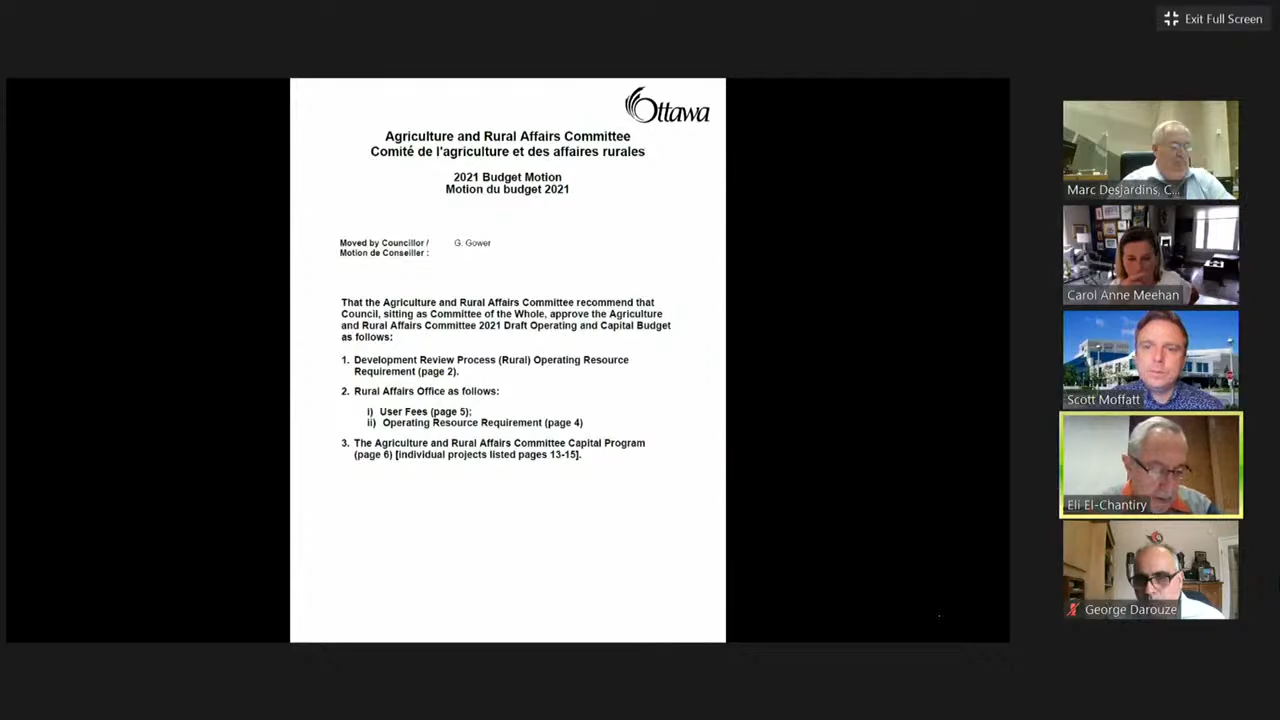 Exit Full Screen
Ottawa
Agriculture and Rural Affairs Committee
Comité de l'agriculture et des affaires rurales
2021 Budget Motion
Motion du budget 2021
Moved by Councillor / G. Gower
Motion de Conseiller :
That the Agriculture and Rural Affairs Committee recommend that
Council, sitting as Committee of the Whole, approve the Agriculture
and Rural Affairs Committee 2021 Draft Operating and Capital Budget
as follows:
1. Development Review Process (Rural) Operating Resource
Requirement (page 2).
2. Rural Affairs Office as follows:
i) User Fees (page 5);
ii) Operating Resource Requirement (page 4)
3. The Agriculture and Rural Affairs Committee Capital Program
(page 6) [individual projects listed pages 13-15].
Marc Desjardins, C...
Carol Anne Meehan
Scott Moffatt
Eli El-Chantiry
George Darouze